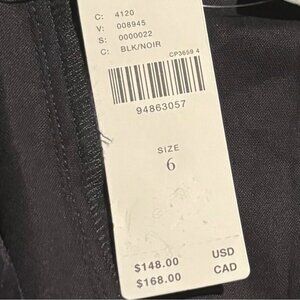 C: 4120
V: 008945
S: 0000022
C: BLK/NOIR
CP3659 4
94863057
SIZE
6
$148.00 USD
$168.00 CAD